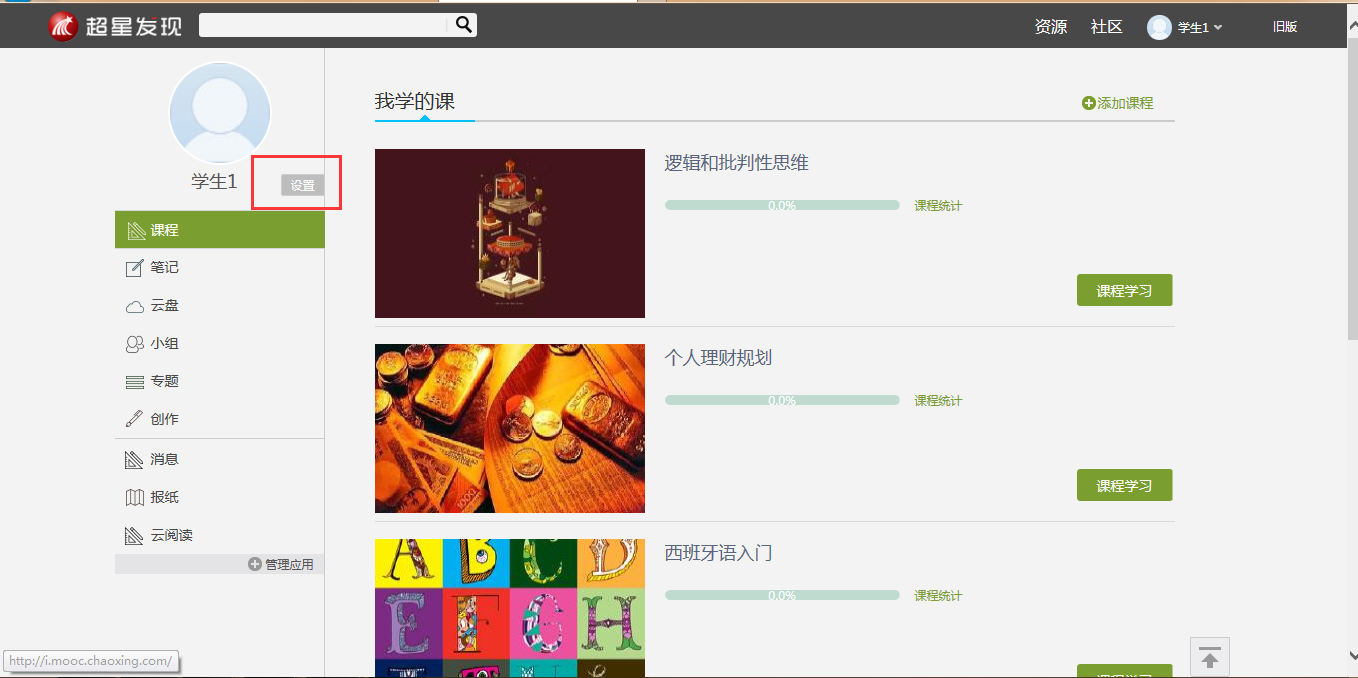 超星发现
资源 社区 学生1 旧版
学生1
设置
课程
笔记
云盘
小组
专题
创作
消息
报纸
云阅读
管理应用
我学的课
添加课程
逻辑和批判性思维
0.0% 课程统计
课程学习
个人理财规划
0.0% 课程统计
课程学习
A B C D
E F G H
西班牙语入门
0.0% 课程统计
课程学习
http://i.mooc.chaoxing.com/